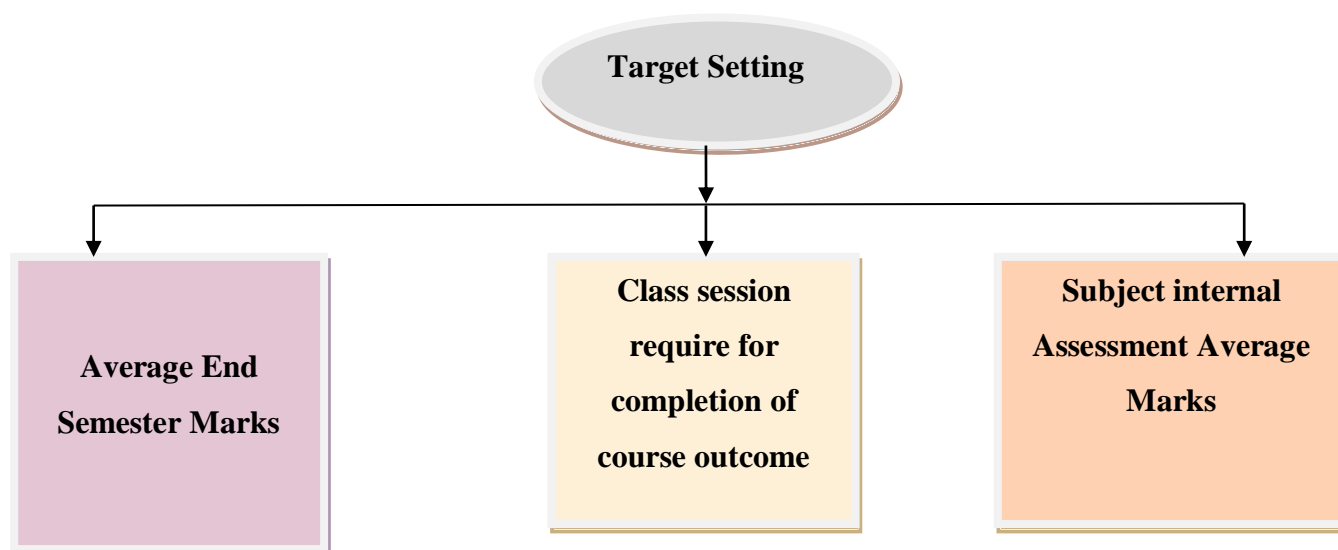 Target Setting
Average End
Semester Marks
Class session
require for
completion of
course outcome
Subject internal
Assessment Average
Marks